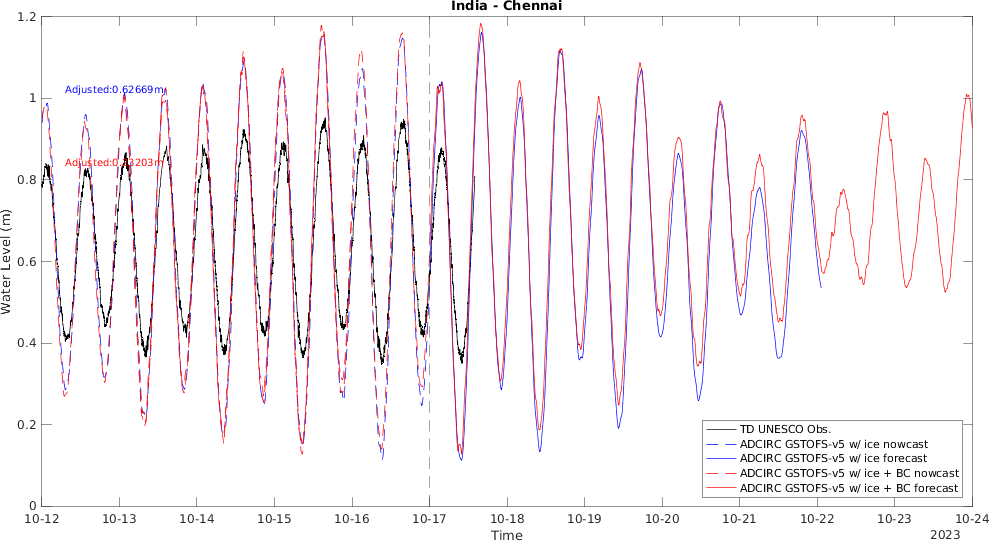 India - Chennai
1.2
1
0.8
0.6
0.4
0.2
0
Water Level (m)
Adjusted:0.62669m
10-12
10-13
10-14
10-15
10-16
10-17
10-18
10-19
10-20
10-21
10-22
10-23
10-24
Time
2023
TD UNESCO Obs.
ADCIRC GSTOFS-v5 w/ ice nowcast
ADCIRC GSTOFS-v5 w/ ice forecast
ADCIRC GSTOFS-v5 w/ ice + BC nowcast
ADCIRC GSTOFS-v5 w/ ice + BC forecast